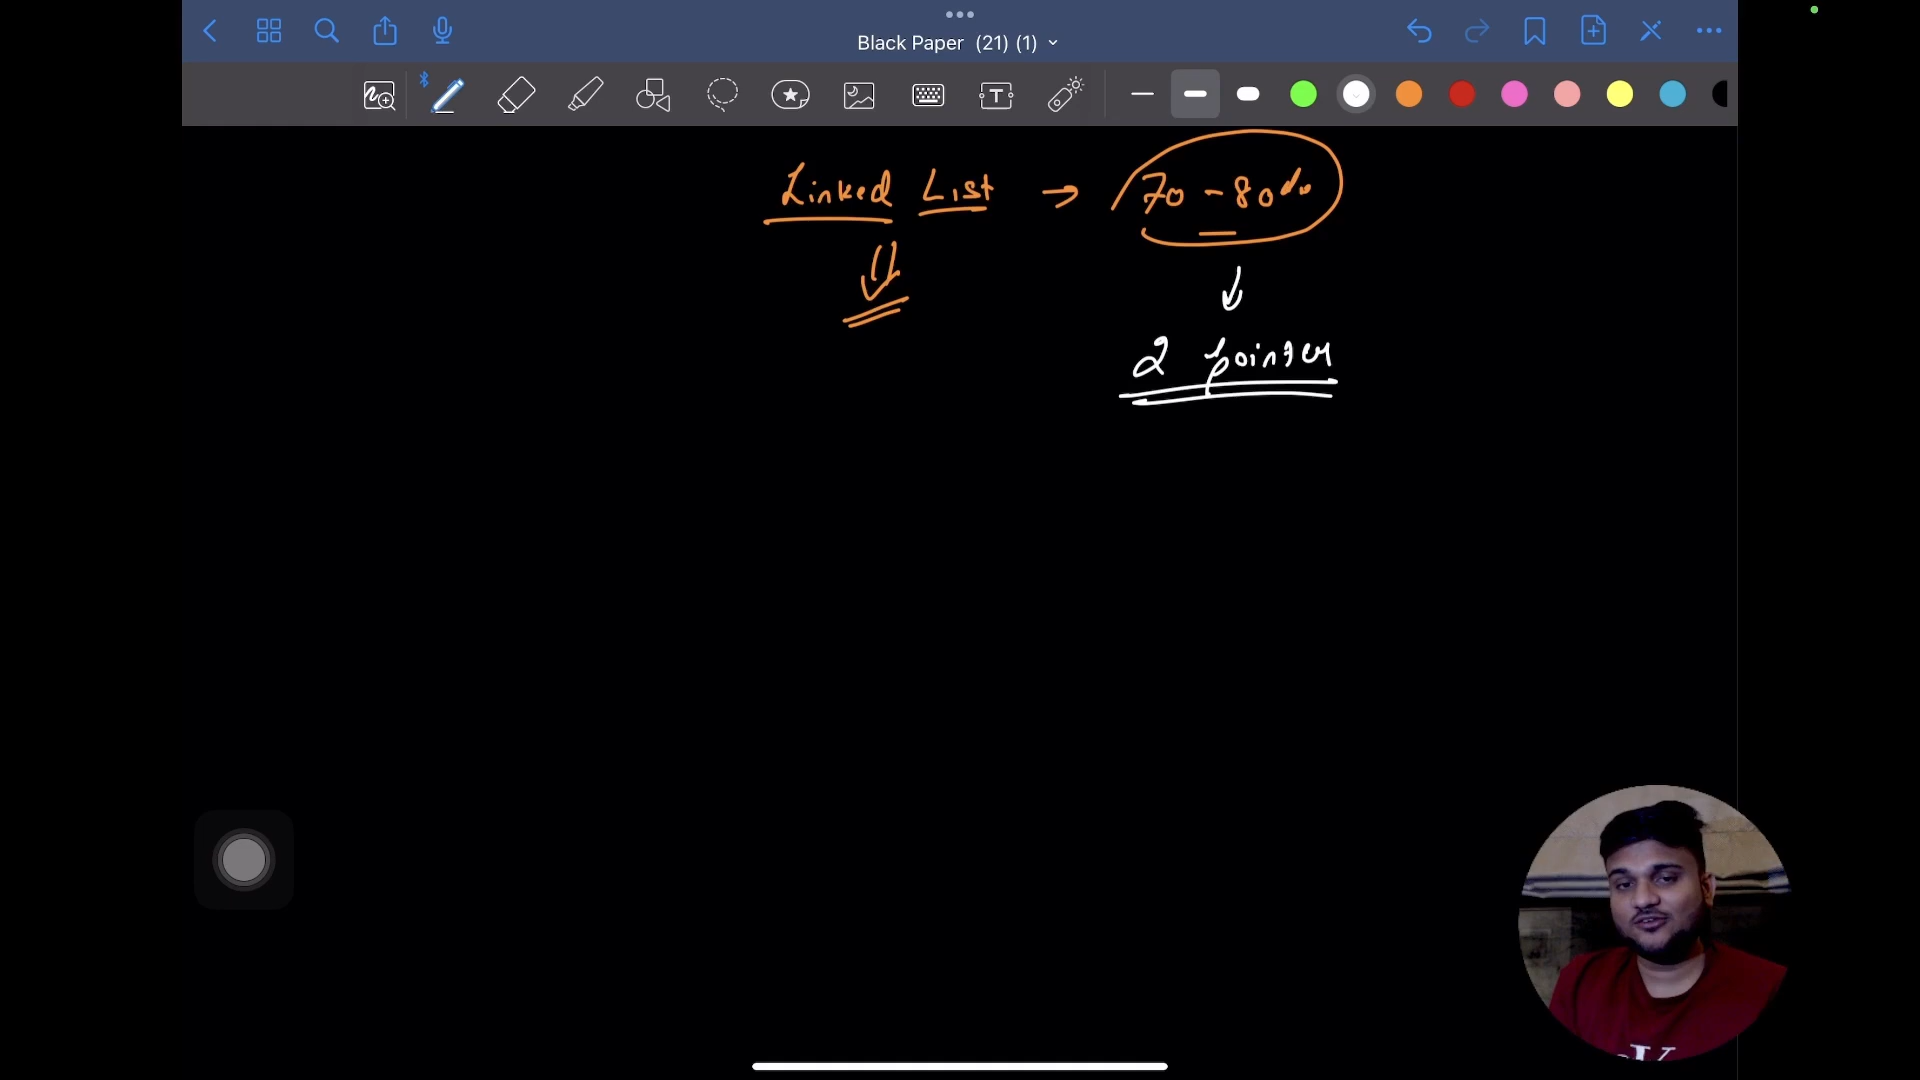 Black Paper (21) (1)
T
Linked List → 70 - 80%
2 pointer